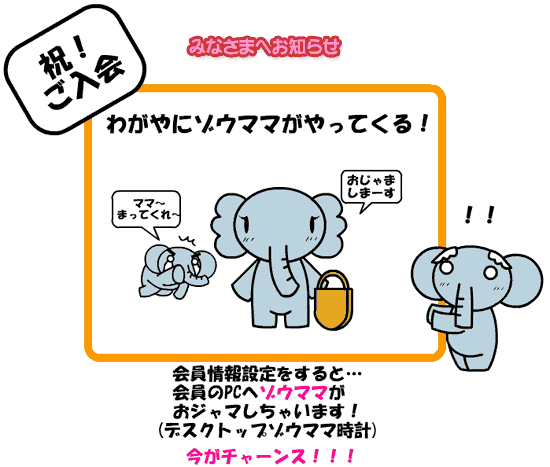 祝！
ご入会
みなさまへお知らせ
わがやにゾウママがやってくる！
おじゃま
しまーす
ママ～
まってくれ～
！！
会員情報設定をすると…
会員のPCへゾウママが
おジャマしちゃいます！
(デスクトップゾウママ時計)
今がチャーンス！！！